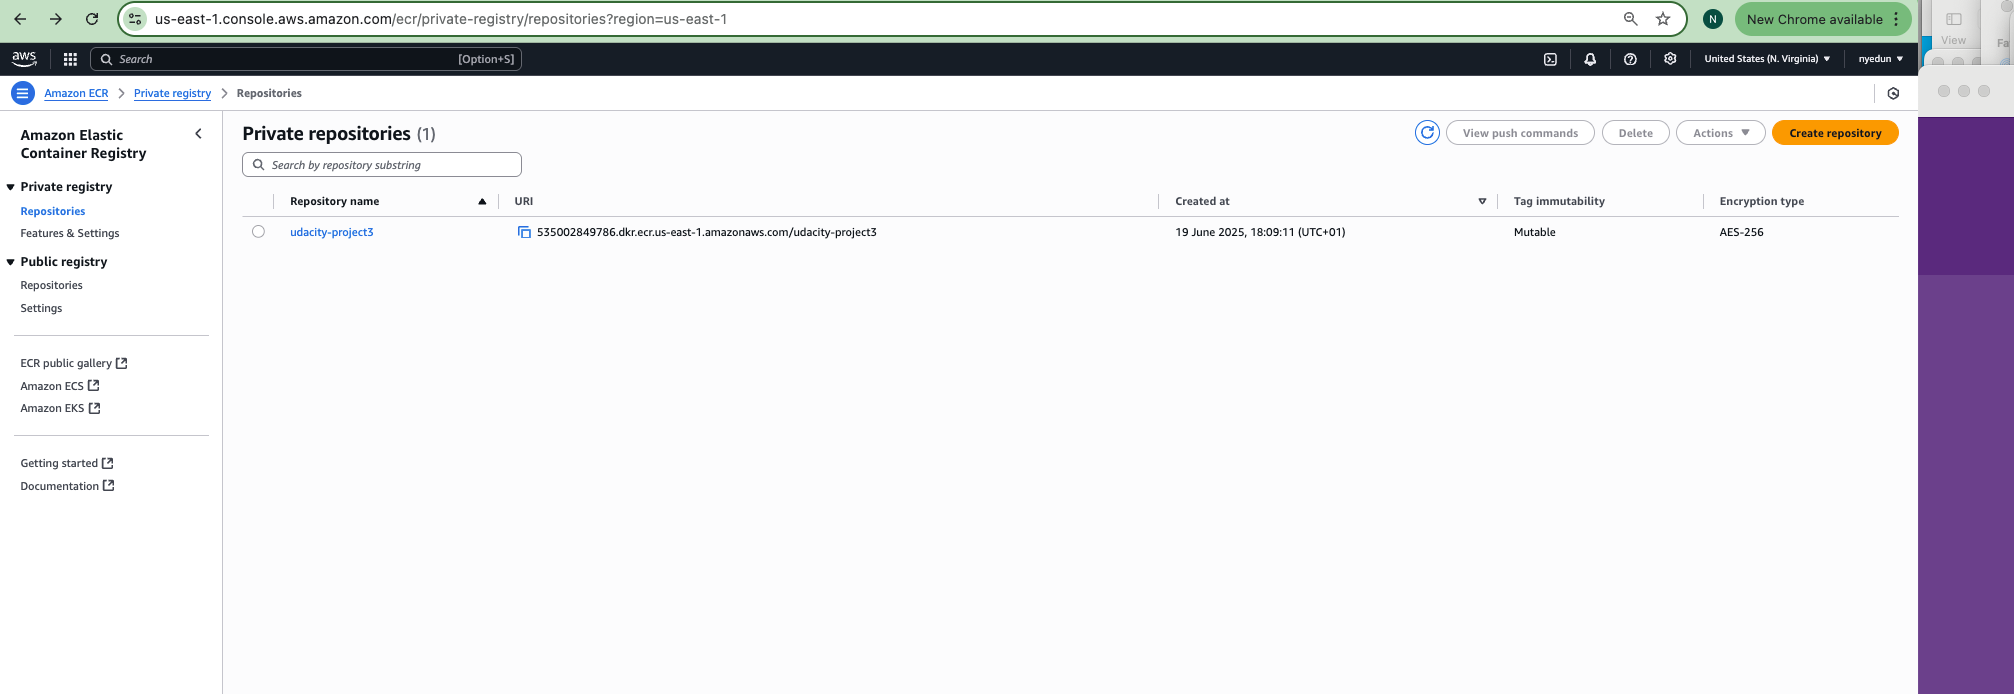 us-east-1.console.aws.amazon.com/ecr/private-registry/repositories?region=us-east-1
N
New Chrome available
View
Fa
aws
Search
[Option+S]
United States (N. Virginia)
nyedun
Amazon ECR
Private registry
Repositories
Amazon Elastic
Container Registry
Private registry
Repositories
Features & Settings
Public registry
Repositories
Settings
ECR public gallery
Amazon ECS
Amazon EKS
Getting started
Documentation
Private repositories (1)
View push commands
Delete
Actions
Create repository
Search by repository substring
Repository name
URI
Created at
Tag immutability
Encryption type
udacity-project3
535002849786.dkr.ecr.us-east-1.amazonaws.com/udacity-project3
19 June 2025, 18:09:11 (UTC+01)
Mutable
AES-256